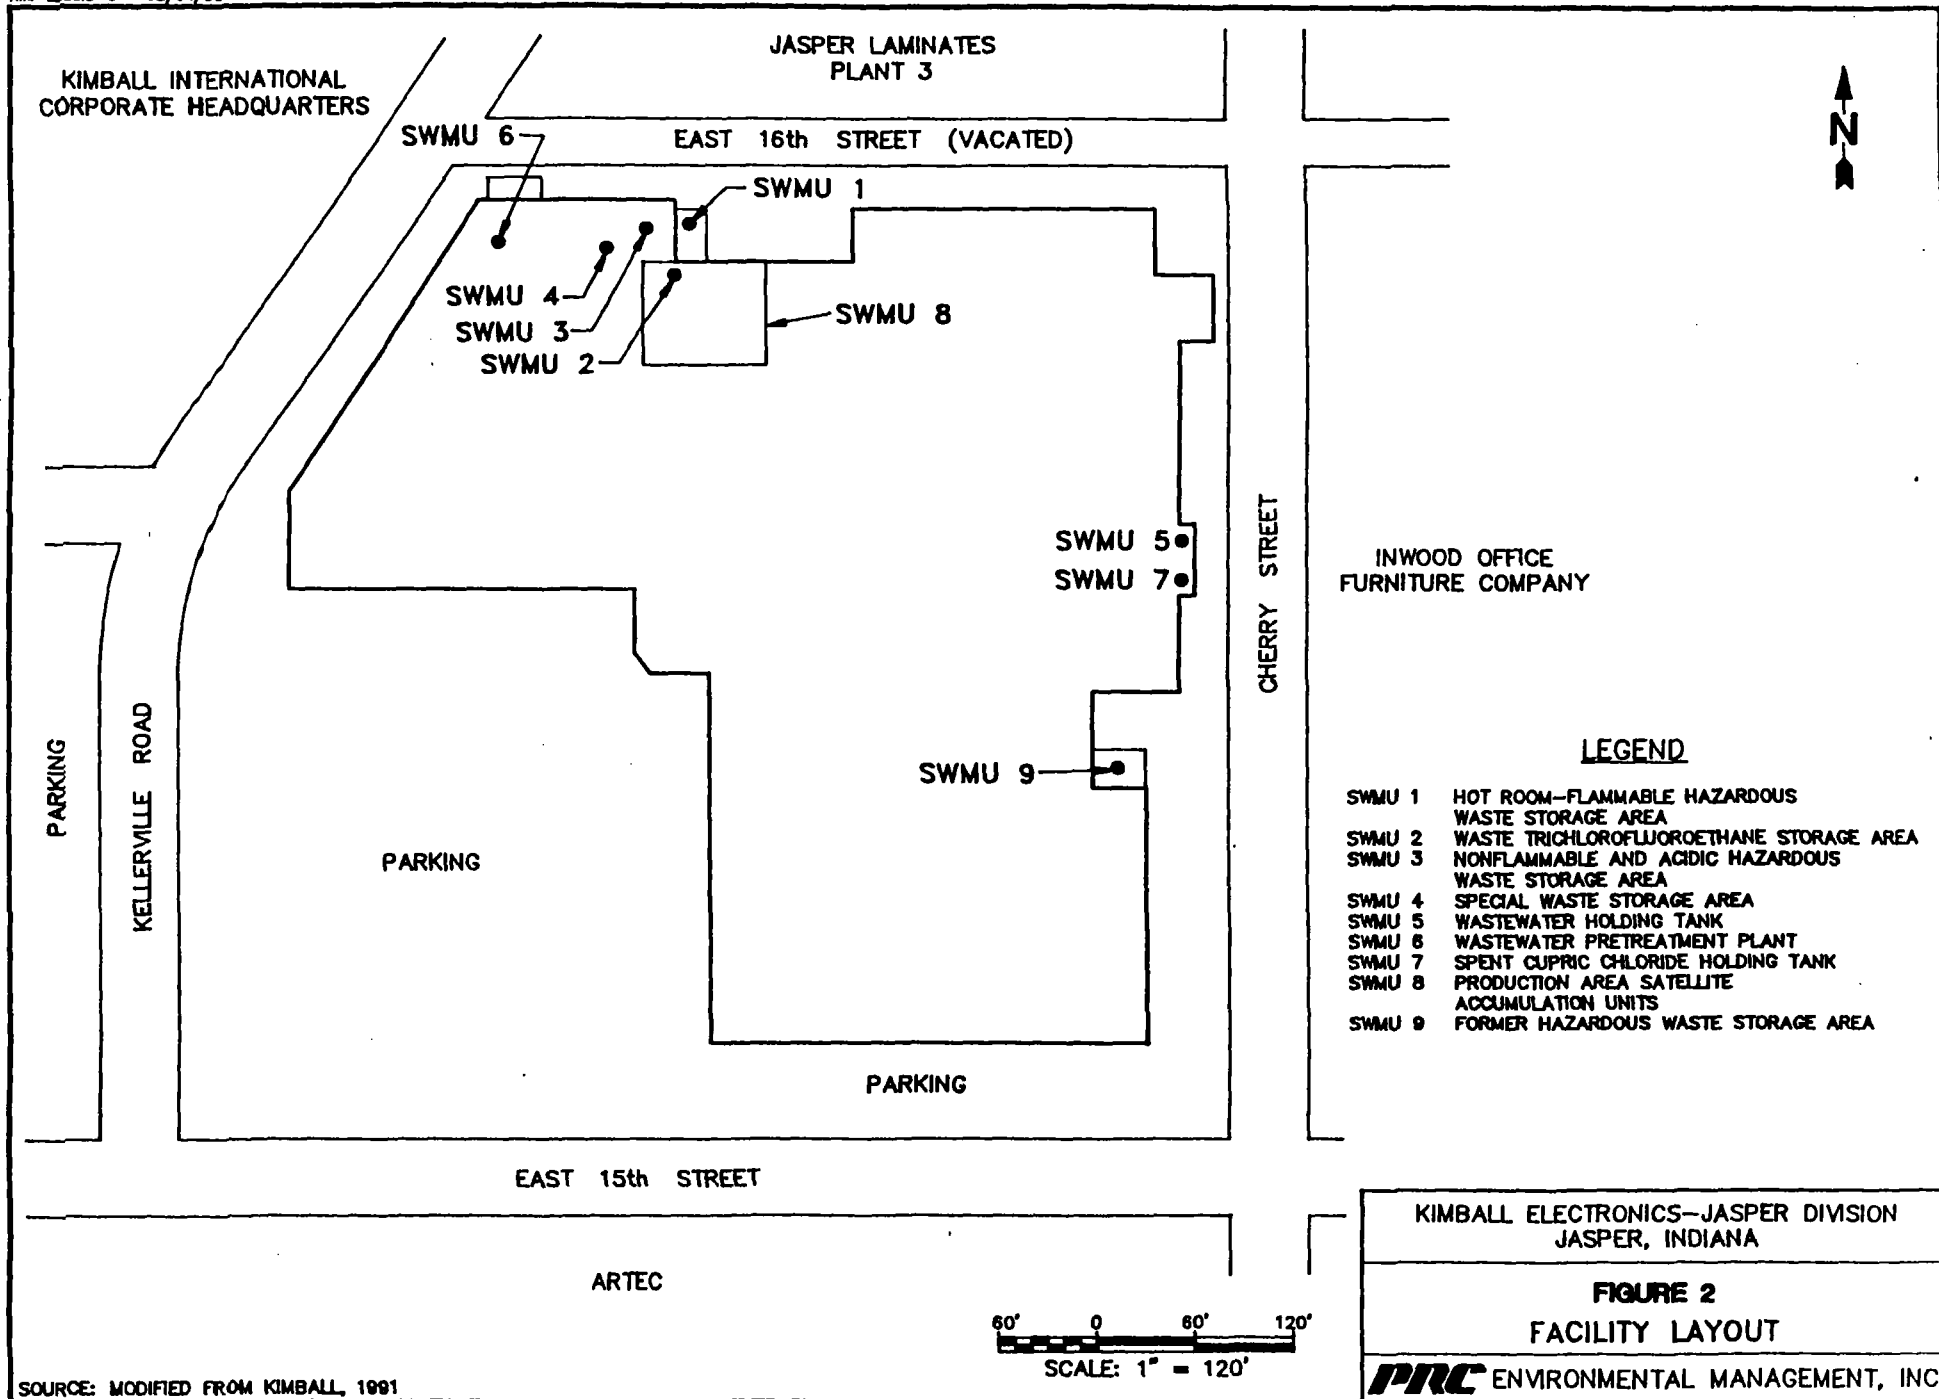 JASPER LAMINATES
PLANT 3
KIMBALL INTERNATIONAL
CORPORATE HEADQUARTERS
N
EAST 16th STREET (VACATED)
SWMU 6
SWMU 1
SWMU 4
SWMU 3
SWMU 2
SWMU 8
SWMU 5
SWMU 7
CHERRY STREET
INWOOD OFFICE
FURNITURE COMPANY
PARKING
KELLERVILLE ROAD
SWMU 9
PARKING
LEGEND
SWMU 1 HOT ROOM-FLAMMABLE HAZARDOUS
WASTE STORAGE AREA
SWMU 2 WASTE TRICHLOROFLUOROETHANE STORAGE AREA
SWMU 3 NONFLAMMABLE AND ACIDIC HAZARDOUS
WASTE STORAGE AREA
SWMU 4 SPECIAL WASTE STORAGE AREA
SWMU 5 WASTEWATER HOLDING TANK
SWMU 6 WASTEWATER PRETREATMENT PLANT
SWMU 7 SPENT CUPRIC CHLORIDE HOLDING TANK
SWMU 8 PRODUCTION AREA SATELLITE
ACCUMULATION UNITS
SWMU 9 FORMER HAZARDOUS WASTE STORAGE AREA
PARKING
EAST 15th STREET
ARTEC
60' 0 60' 120'
SCALE: 1" = 120'
KIMBALL ELECTRONICS-JASPER DIVISION
JASPER, INDIANA
FIGURE 2
FACILITY LAYOUT
PRC ENVIRONMENTAL MANAGEMENT, INC
SOURCE: MODIFIED FROM KIMBALL, 1991